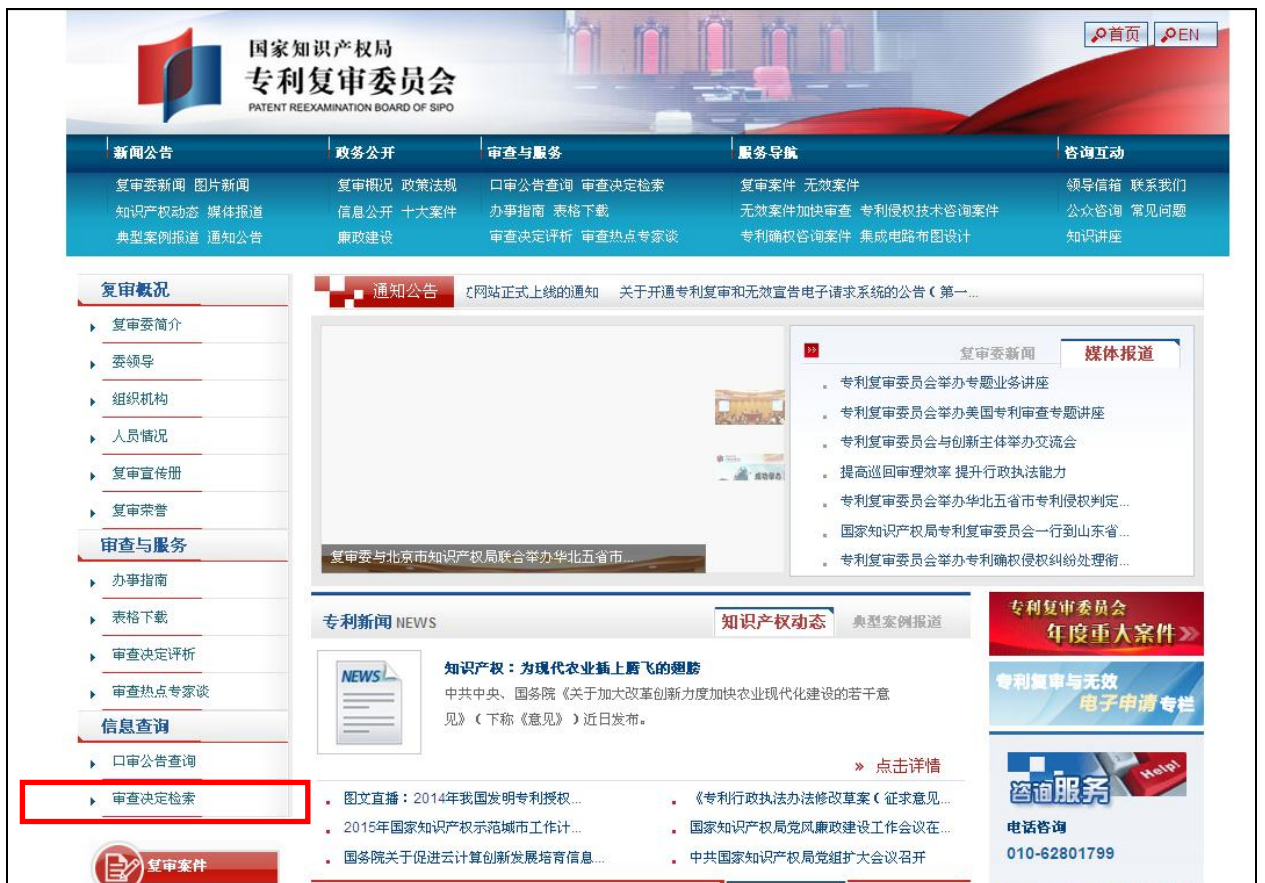 国家知识产权局
专利复审委员会
PATENT REEXAMINATION BOARD OF SIPO
首页 EN
新闻公告 政务公开 审查与服务 服务导航 咨询互动
复审委新闻 图片新闻 复审概况 政策法规 口审公告查询 审查决定检索 复审案件 无效案件 领导信箱 联系我们
知识产权动态 媒体报道 信息公开 十大案件 办事指南 表格下载 无效案件加快审查 专利侵权技术咨询案件 公众咨询 常见问题
典型案例报道 通知公告 廉政建设 审查决定评析 审查热点专家谈 专利确权咨询案件 集成电路布图设计 知识讲座
复审概况
复审委简介
委领导
组织机构
人员情况
复审宣传册
复审荣誉
审查与服务
办事指南
表格下载
审查决定评析
审查热点专家谈
信息查询
口审公告查询
审查决定检索
复审案件
通知公告 网站正式上线的通知 关于开通专利复审和无效宣告电子请求系统的公告(第一...
复审委与北京市知识产权局联合举办华北五省市...
复审委新闻 媒体报道
专利复审委员会举办专题业务讲座
专利复审委员会举办美国专利审查专题讲座
专利复审委员会与创新主体举办交流会
提高巡回审理效率 提升行政执法能力
专利复审委员会举办华北五省市专利侵权判定...
国家知识产权局专利复审委员会一行到山东省...
专利复审委员会举办专利确权侵权纠纷处理衔...
专利新闻 NEWS 知识产权动态 典型案例报道
NEWS
知识产权：为现代农业插上腾飞的翅膀
中共中央、国务院《关于加大改革创新力度加快农业现代化建设的若干意
见》(下称《意见》)近日发布。
» 点击详情
图文直播：2014年我国发明专利授权... 《专利行政执法办法修改草案(征求意见...
2015年国家知识产权示范城市工作计... 国家知识产权局党风廉政建设工作会议在...
国务院关于促进云计算创新发展培育信息... 中共国家知识产权局党组扩大会议召开
专利复审委员会
年度重大案件»
专利复审与无效
电子申请专栏
咨询服务 Help!
电话咨询
010-62801799